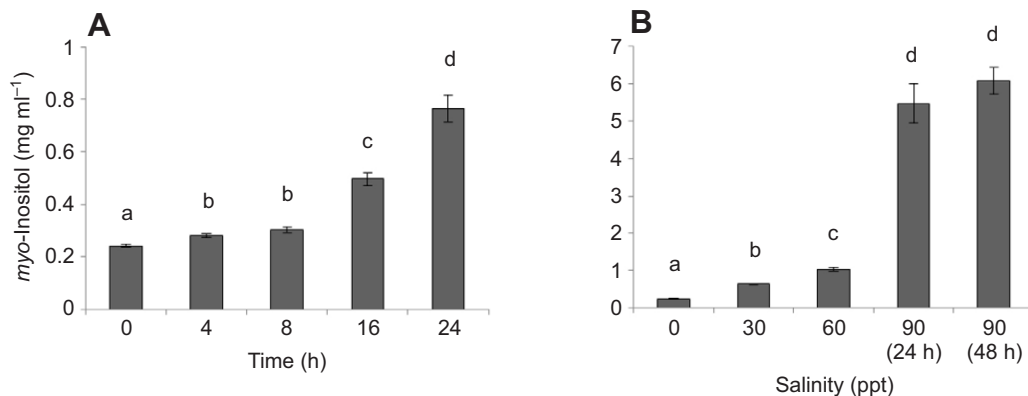 A
myo-Inositol (mg ml–1)
1
0.8
0.6
0.4
0.2
0
a
b
b
c
d
0 4 8 16 24
Time (h)
B
7
6
5
4
3
2
1
0
a
b
c
d
d
0 30 60 90 90
(24 h) (48 h)
Salinity (ppt)